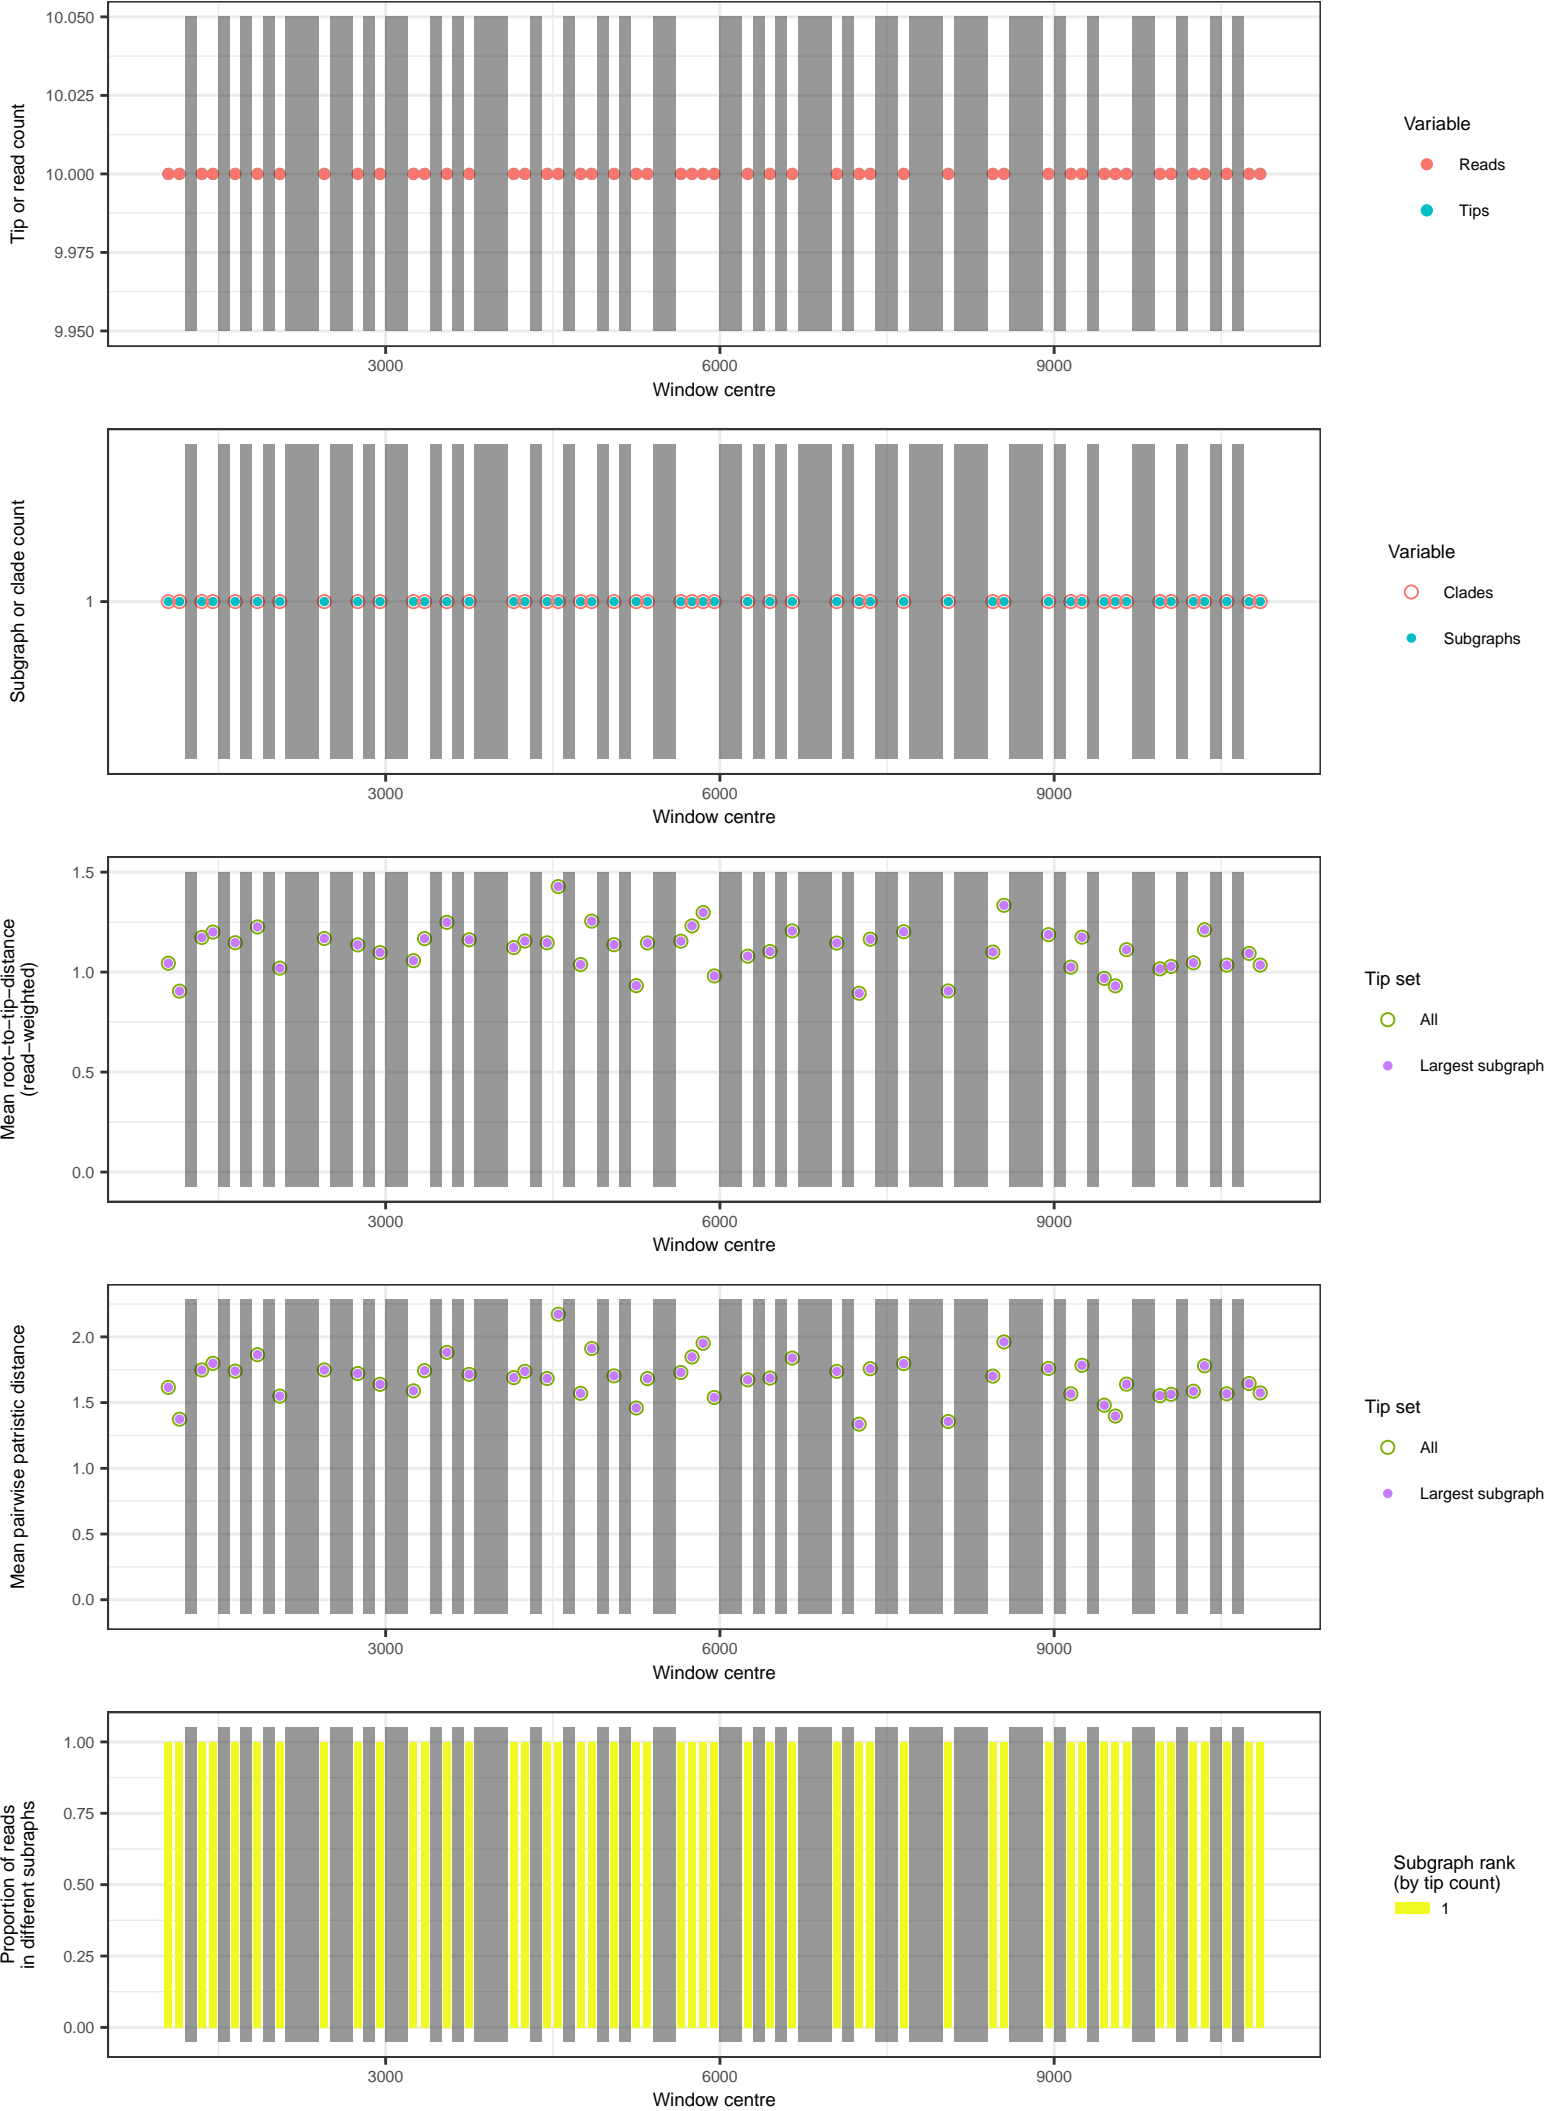 10.050
10.025
10.000
9.975
9.950
Tip or read count
3000
6000
9000
Window centre
Variable
Reads
Tips
1
Subgraph or clade count
3000
6000
9000
Window centre
Variable
Clades
Subgraphs
1.5
1.0
0.5
0.0
Mean root−to−tip−distance
(read−weighted)
3000
6000
9000
Window centre
Tip set
All
Largest subgraph
2.0
1.5
1.0
0.5
0.0
Mean pairwise patristic distance
3000
6000
9000
Window centre
Tip set
All
Largest subgraph
1.00
0.75
0.50
0.25
0.00
Proportion of reads
in different subraphs
3000
6000
9000
Window centre
Subgraph rank
(by tip count)
1